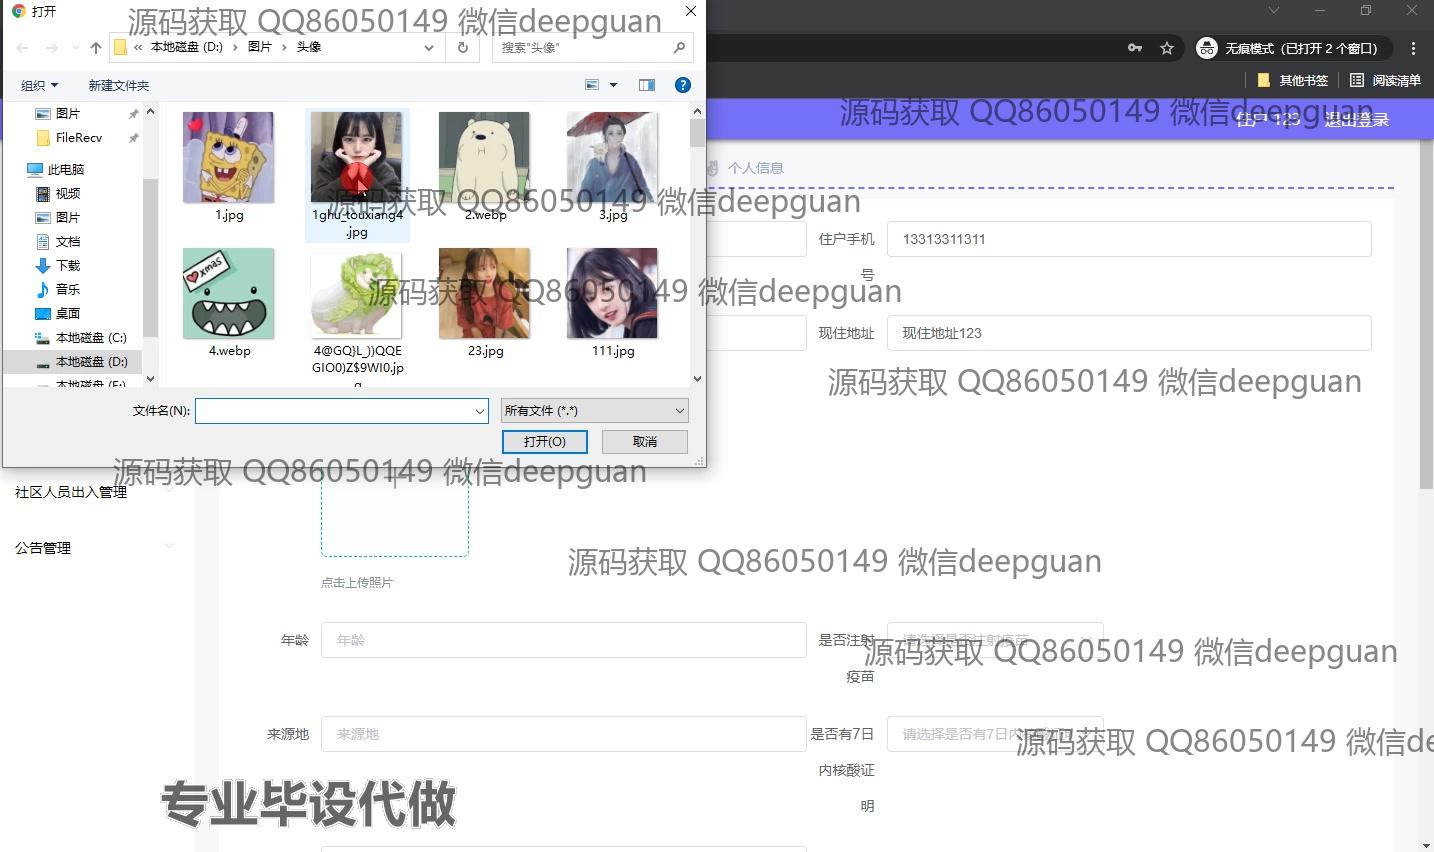 打开
源码获取 QQ86050149 微信deepguan
« 本地磁盘 (D:) › 图片 › 头像
搜索"头像"
无痕模式（已打开 2 个窗口）
组织
新建文件夹
其他书签
阅读清单
图片
FileRecv
此电脑
视频
图片
文档
下载
音乐
桌面
本地磁盘 (C:)
本地磁盘 (D:)
xmas
1.jpg
1ghu_touxiang4
.jpg
2.webp
3.jpg
4.webp
4@GQ}L_))QQE
GIO0)Z$9WI0.jp
23.jpg
111.jpg
源码获取 QQ86050149 微信deepguan
住户 123
退出登录
个人信息
源码获取 QQ86050149 微信deepguan
住户手机
号
13313311311
源码获取 QQ86050149 微信deepguan
现住地址
现住地址123
源码获取 QQ86050149 微信deepguan
文件名(N):
所有文件 (*.*)
打开(O)
取消
源码获取 QQ86050149 微信deepguan
社区人员出入管理
公告管理
源码获取 QQ86050149 微信deepguan
点击上传照片
年龄
年龄
是否注射
疫苗
请选择是否注射疫苗
源码获取 QQ86050149 微信deepguan
来源地
来源地
是否有7日
内核酸证
明
请选择是否有7日内
源码获取 QQ86050149 微信de
专业毕设代做